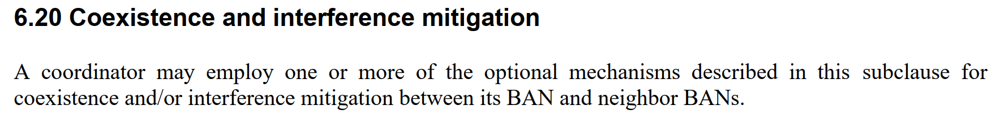 6.20 Coexistence and interference mitigation
A coordinator may employ one or more of the optional mechanisms described in this subclause for
coexistence and/or interference mitigation between its BAN and neighbor BANs.